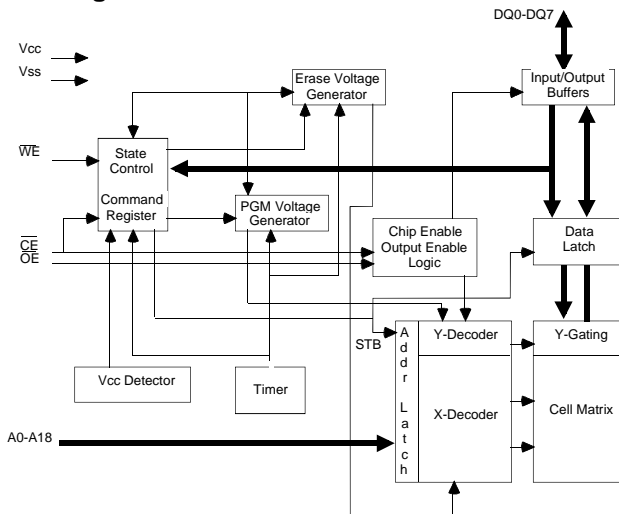 DQ0-DQ7
Vcc
Vss
Erase Voltage
Generator
Input/Output
Buffers
WE
State
Control
Command
Register
PGM Voltage
Generator
Chip Enable
Output Enable
Logic
Data
Latch
CE
OE
STB
Addr Latch
Y-Decoder
Y-Gating
Vcc Detector
Timer
X-Decoder
Cell Matrix
A0-A18